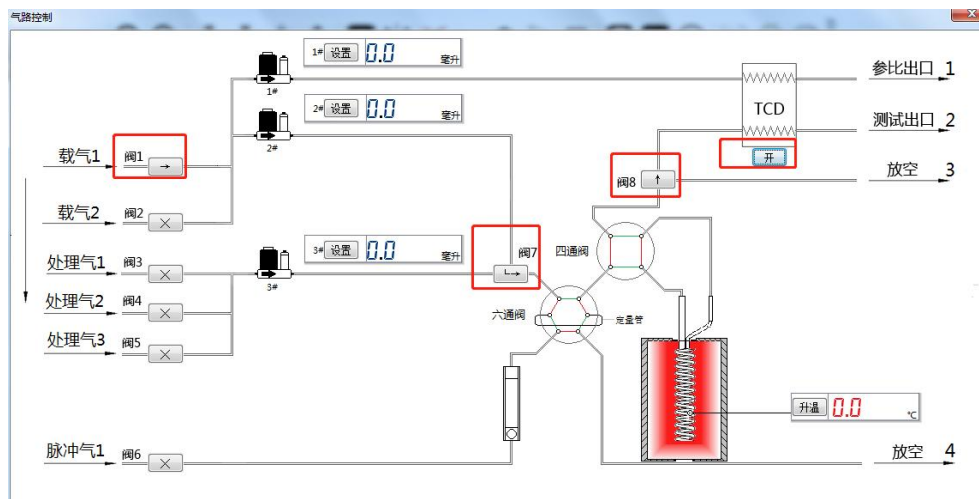 气路控制
1# 设置 0.0 毫升
参比出口 1
1#
2# 设置 0.0 毫升
TCD
测试出口 2
2#
载气1 阀1 →
开
放空 3
阀8 ↑
载气2 阀2 ×
3# 设置 0.0 毫升
阀7
四通阀
处理气1 阀3 ×
3#
处理气2 阀4 ×
六通阀
定量管
处理气3 阀5 ×
升温 0.0 ℃
脉冲气1 阀6 ×
放空 4